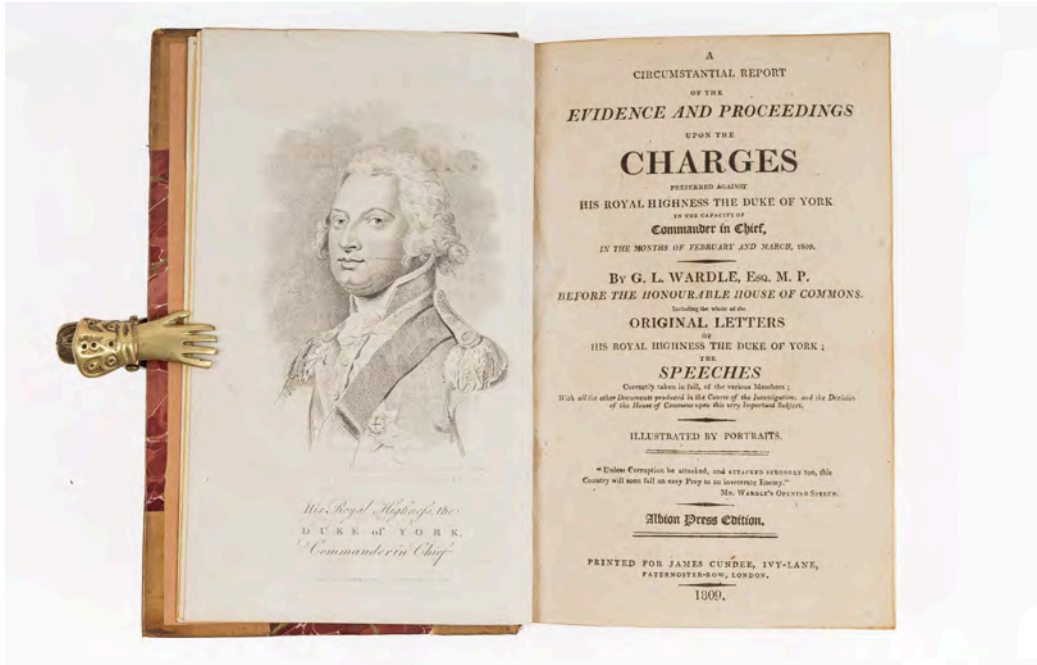 His Royal Highneſs, the
DUKE of YORK,
Commander in Chief
A
CIRCUMSTANTIAL REPORT
OF THE
EVIDENCE AND PROCEEDINGS
UPON THE
CHARGES
PREFERRED AGAINST
HIS ROYAL HIGHNESS THE DUKE OF YORK
IN THE CAPACITY OF
Commander in Chief,
IN THE MONTHS OF FEBRUARY AND MARCH, 1809.
BY G. L. WARDLE, ESQ. M. P.
BEFORE THE HONOURABLE HOUSE OF COMMONS.
Including the whole of the
ORIGINAL LETTERS
OF
HIS ROYAL HIGHNESS THE DUKE OF YORK;
THE
SPEECHES
Correctly taken in full, of the various Members;
With all the other Documents produced in the Course of the Investigation, and the Division
of the House of Commons upon this very Important Subject.
ILLUSTRATED BY PORTRAITS.
"Unless Corruption be attacked, and ATTACKED STRONGLY too, this
Country will soon fall an easy Prey to an inveterate Enemy."
MR. WARDLE'S OPENING SPEECH.
Albion Press Edition.
PRINTED FOR JAMES CUNDEE, IVY-LANE,
PATERNOSTER-ROW, LONDON.
1809.